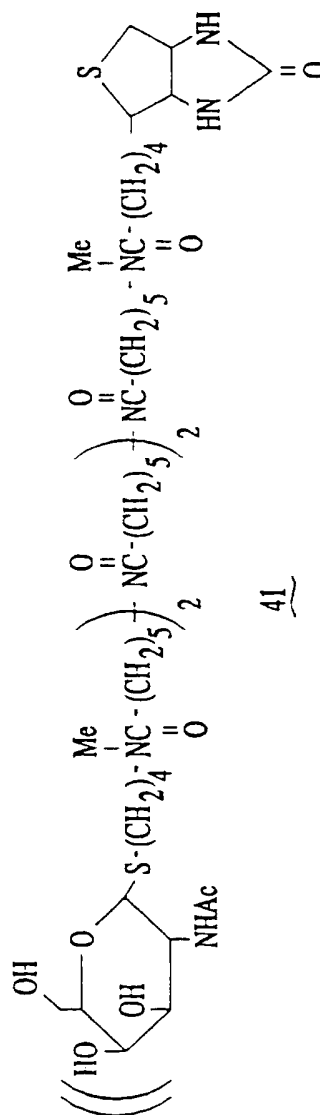 OH Me O O Me S NH
HO OH O S-(CH2)4-NC-(CH2)5)2 NC-(CH2)5)2 NC-(CH2)5-NC-(CH2)4 HN O
NHAc O O
41